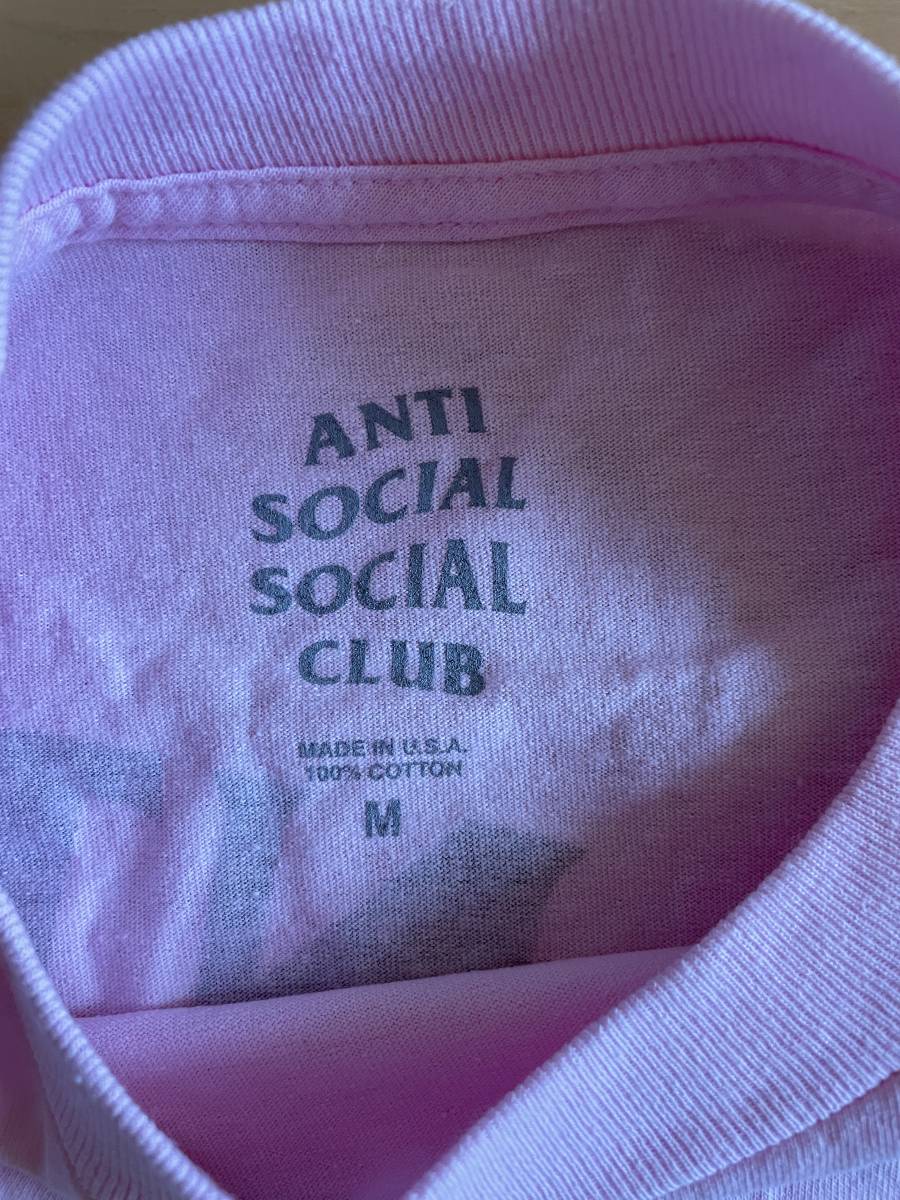 ANTI
SOCIAL
SOCIAL
CLUB
MADE IN U.S.A.
100% COTTON
M